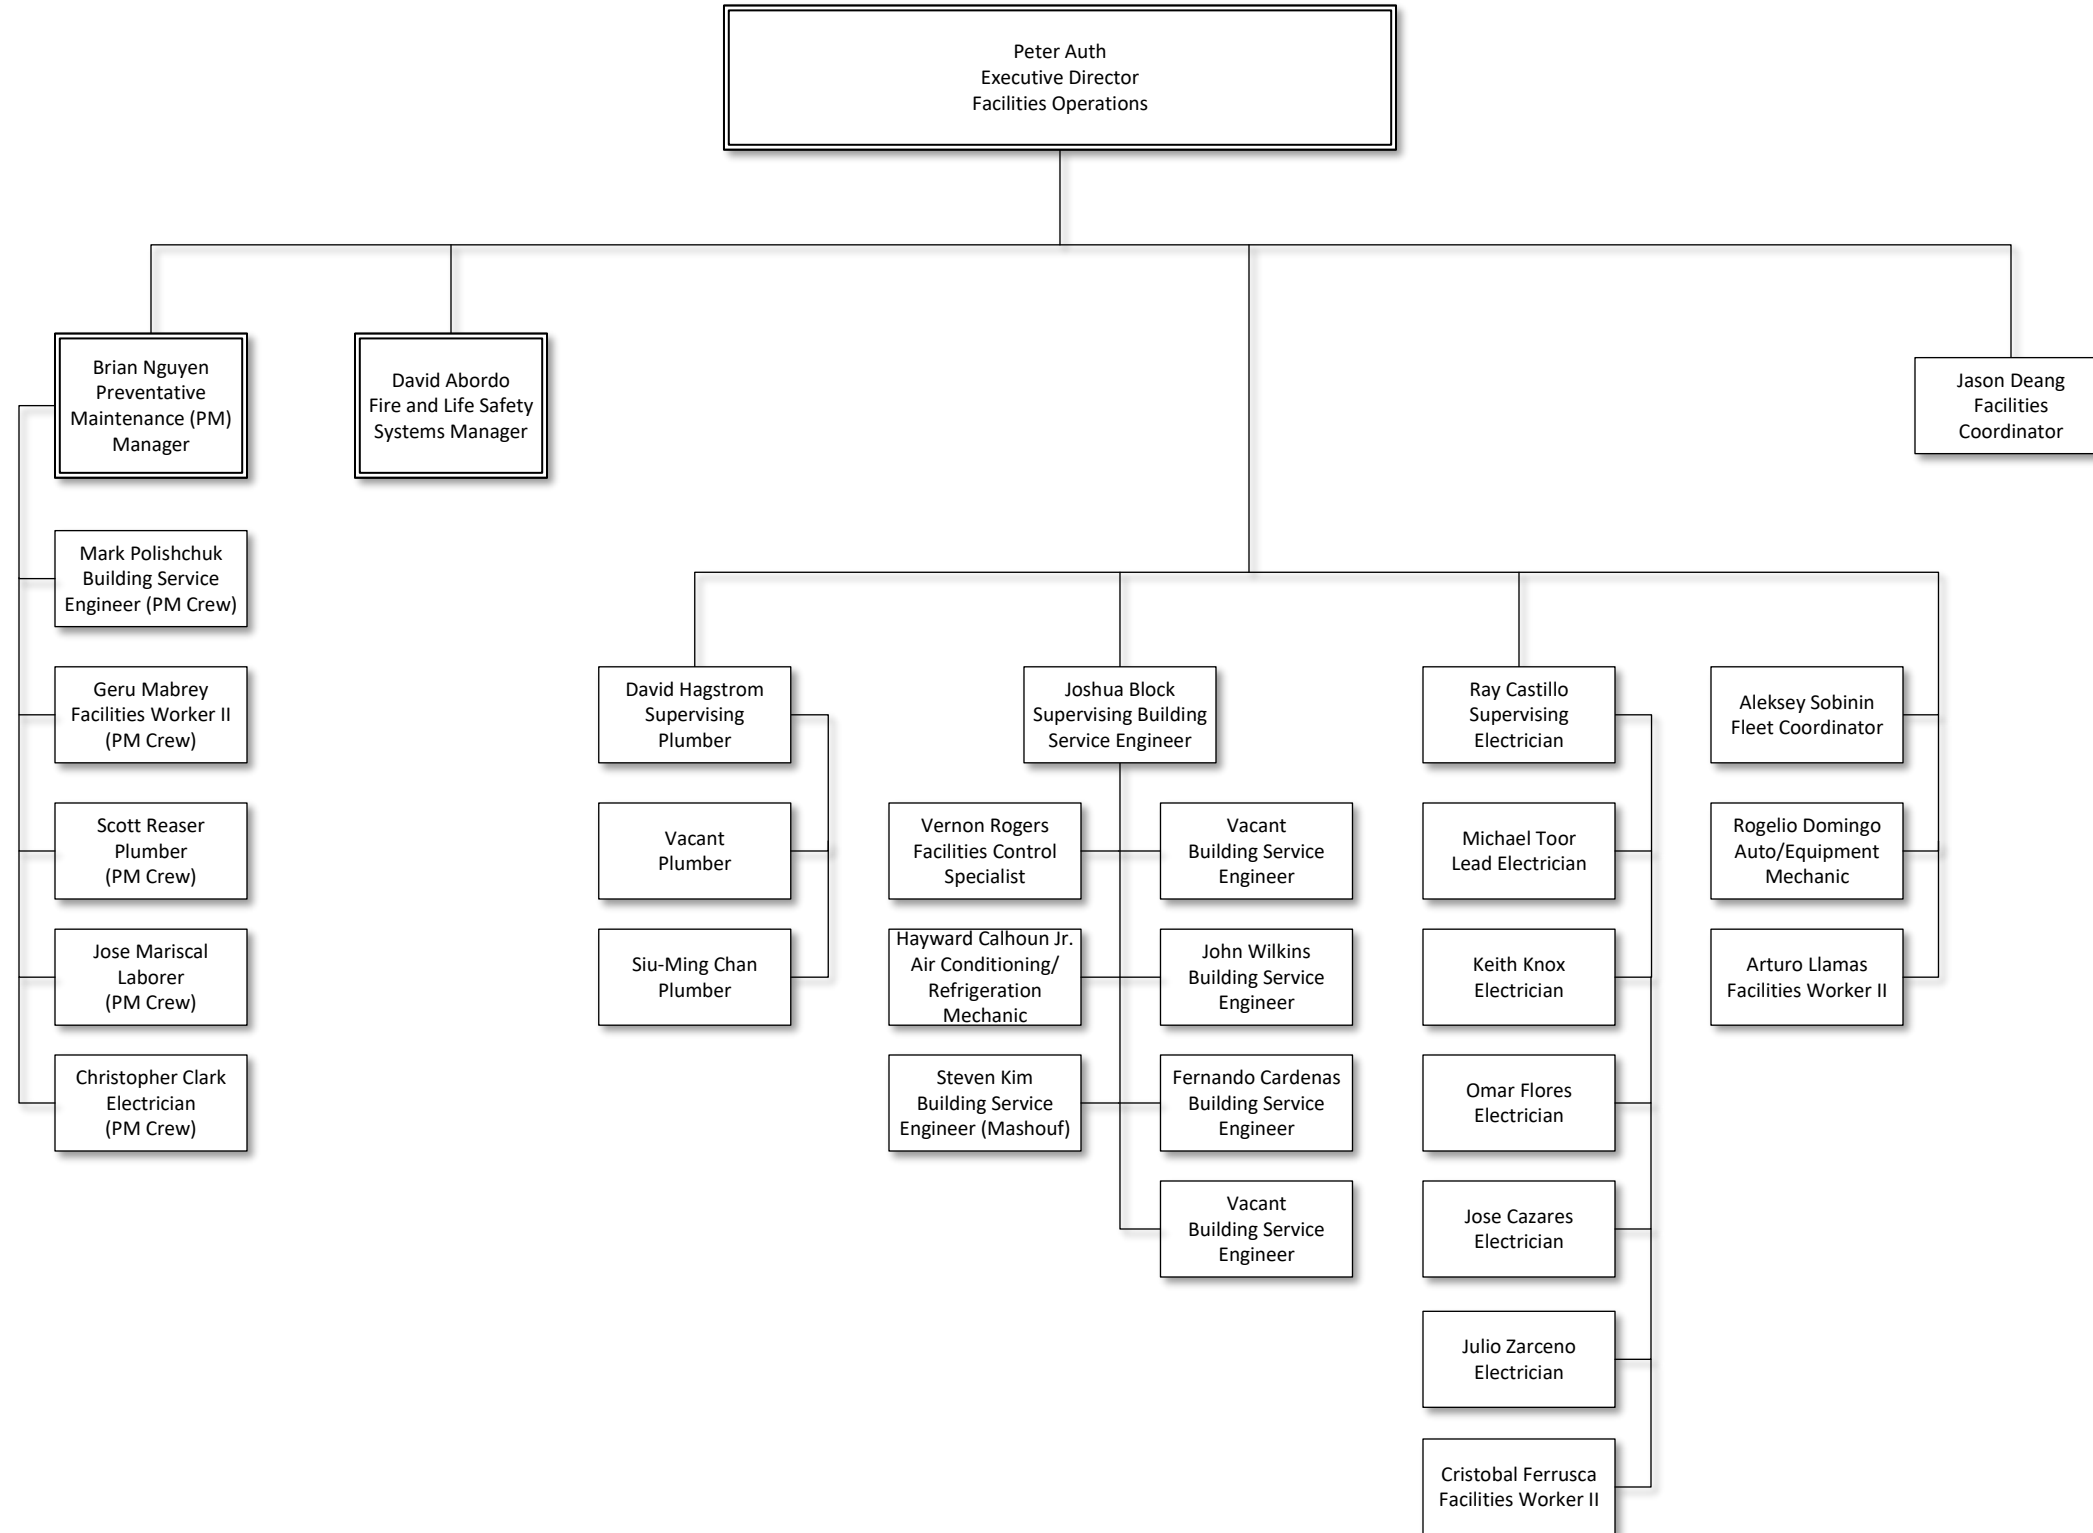 Peter Auth
Executive Director
Facilities Operations
Brian Nguyen
Preventative
Maintenance (PM)
Manager
David Abordo
Fire and Life Safety
Systems Manager
Jason Deang
Facilities
Coordinator
Mark Polishchuk
Building Service
Engineer (PM Crew)
Geru Mabrey
Facilities Worker II
(PM Crew)
Scott Reaser
Plumber
(PM Crew)
Jose Mariscal
Laborer
(PM Crew)
Christopher Clark
Electrician
(PM Crew)
David Hagstrom
Supervising
Plumber
Vacant
Plumber
Siu-Ming Chan
Plumber
Joshua Block
Supervising Building
Service Engineer
Vernon Rogers
Facilities Control
Specialist
Hayward Calhoun Jr.
Air Conditioning/
Refrigeration
Mechanic
Steven Kim
Building Service
Engineer (Mashouf)
Vacant
Building Service
Engineer
John Wilkins
Building Service
Engineer
Fernando Cardenas
Building Service
Engineer
Vacant
Building Service
Engineer
Ray Castillo
Supervising
Electrician
Michael Toor
Lead Electrician
Keith Knox
Electrician
Omar Flores
Electrician
Jose Cazares
Electrician
Julio Zarceno
Electrician
Cristobal Ferrusca
Facilities Worker II
Aleksey Sobinin
Fleet Coordinator
Rogelio Domingo
Auto/Equipment
Mechanic
Arturo Llamas
Facilities Worker II